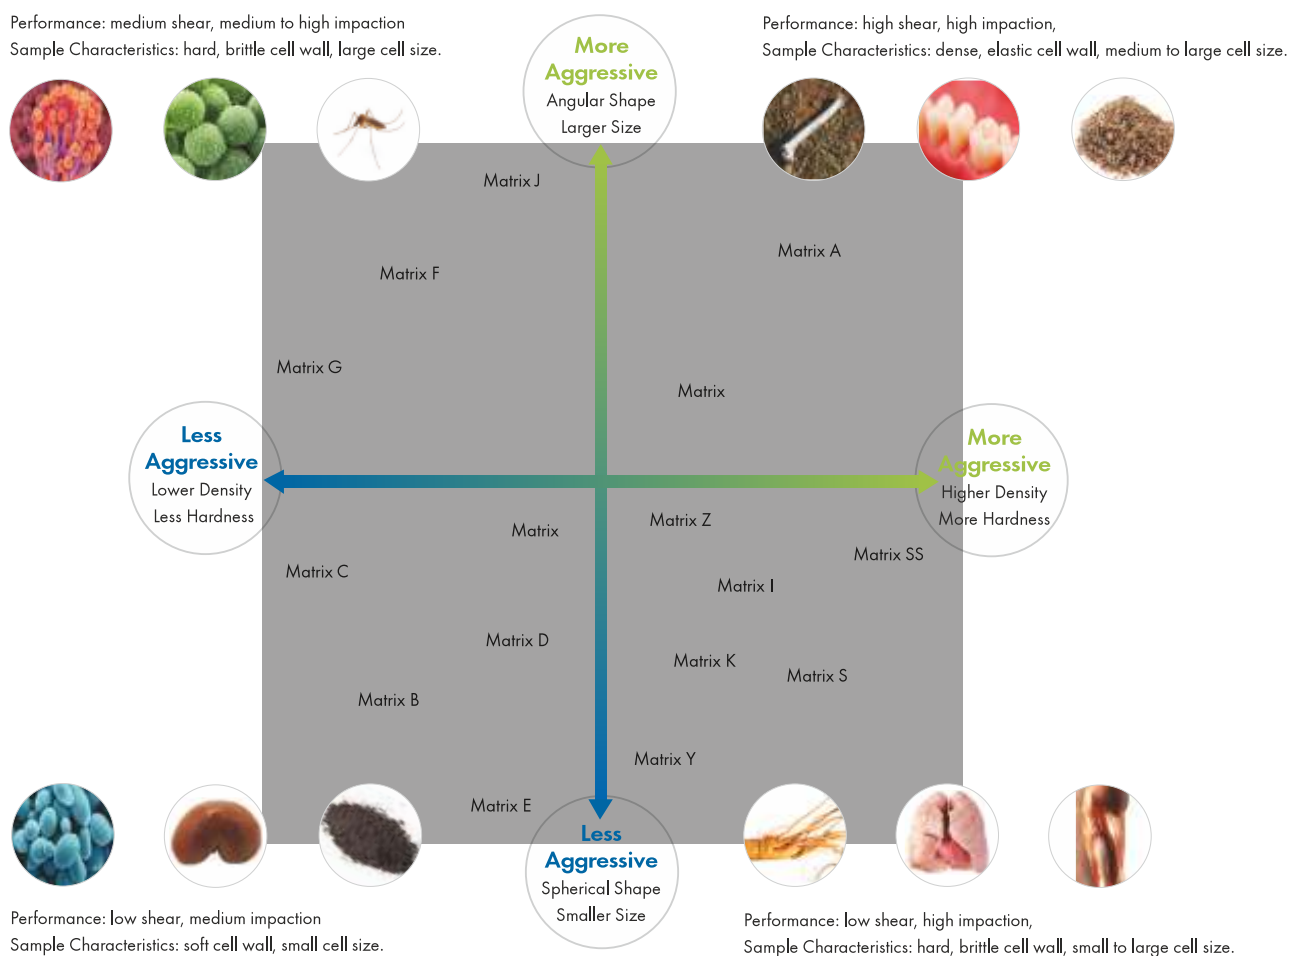 Performance: medium shear, medium to high impaction
Sample Characteristics: hard, brittle cell wall, large cell size.
Performance: high shear, high impaction,
Sample Characteristics: dense, elastic cell wall, medium to large cell size.
More
Aggressive
Angular Shape
Larger Size
Matrix J
Matrix A
Matrix F
Matrix G
Matrix
Less
Aggressive
Lower Density
Less Hardness
More
Aggressive
Higher Density
More Hardness
Matrix
Matrix Z
Matrix SS
Matrix C
Matrix I
Matrix D
Matrix K
Matrix S
Matrix B
Matrix Y
Matrix E
Less
Aggressive
Spherical Shape
Smaller Size
Performance: low shear, medium impaction
Sample Characteristics: soft cell wall, small cell size.
Performance: low shear, high impaction,
Sample Characteristics: hard, brittle cell wall, small to large cell size.